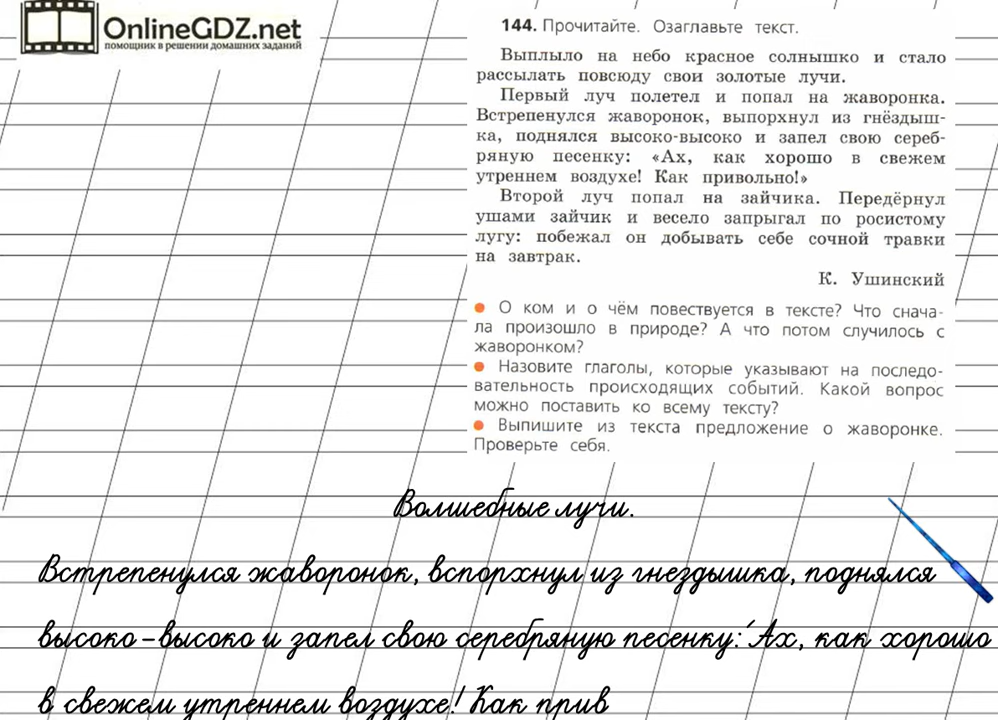 OnlineGDZ.net
помощник в решении домашних заданий
144. Прочитайте. Озаглавьте текст.
Выплыло на небо красное солнышко и стало
рассылать повсюду свои золотые лучи.
Первый луч полетел и попал на жаворонка.
Встрепенулся жаворонок, выпорхнул из гнёздыш-
ка, поднялся высоко-высоко и запел свою сереб-
ряную песенку: «Ах, как хорошо в свежем
утреннем воздухе! Как привольно!»
Второй луч попал на зайчика. Передёрнул
ушами зайчик и весело запрыгал по росистому
лугу: побежал он добывать себе сочной травки
на завтрак.
К. Ушинский
● О ком и о чём повествуется в тексте? Что снача-
ла произошло в природе? А что потом случилось с
жаворонком?
● Назовите глаголы, которые указывают на последо-
вательность происходящих событий. Какой вопрос
можно поставить ко всему тексту?
● Выпишите из текста предложение о жаворонке.
Проверьте себя.
Волшебные лучи.
Встрепенулся жаворонок, вспорхнул из гнездышка, поднялся
высоко-высоко и запел свою серебряную песенку:"Ах, как хорошо
в свежем утреннем воздухе! Как прив